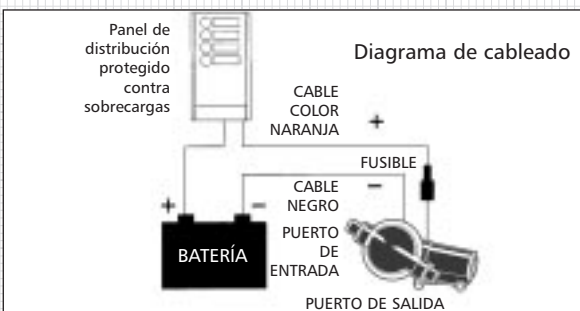 Panel de
distribución
protegido
contra
sobrecargas
Diagrama de cableado
CABLE
COLOR
NARANJA
+
FUSIBLE
+
–
CABLE
NEGRO
–
BATERÍA
PUERTO
DE
ENTRADA
PUERTO DE SALIDA